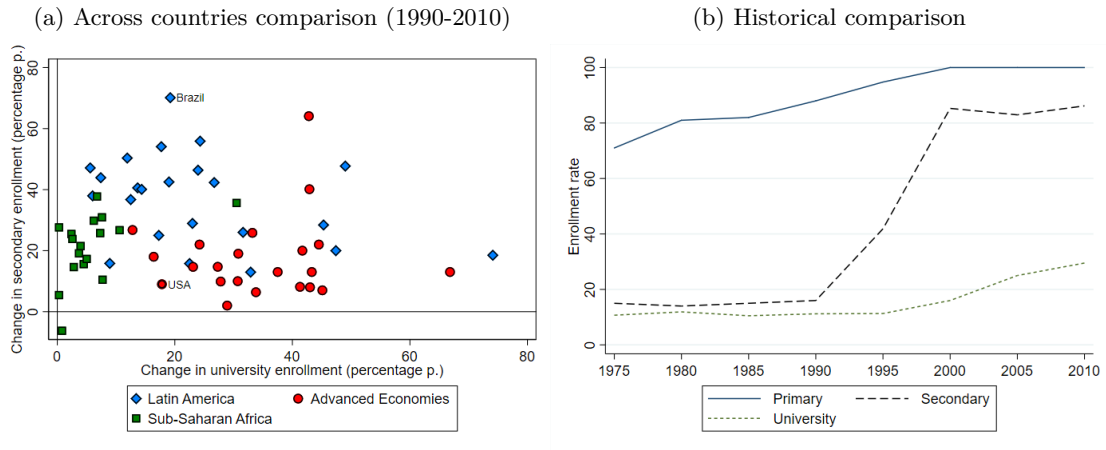 (a) Across countries comparison (1990-2010)
Change in secondary enrollment (percentage p.)
80
60
40
20
0
Brazil
USA
0 20 40 60 80
Change in university enrollment (percentage p.)
Latin America Advanced Economies
Sub-Saharan Africa
(b) Historical comparison
Enrollment rate
100
80
60
40
20
0
1975 1980 1985 1990 1995 2000 2005 2010
Primary Secondary
University